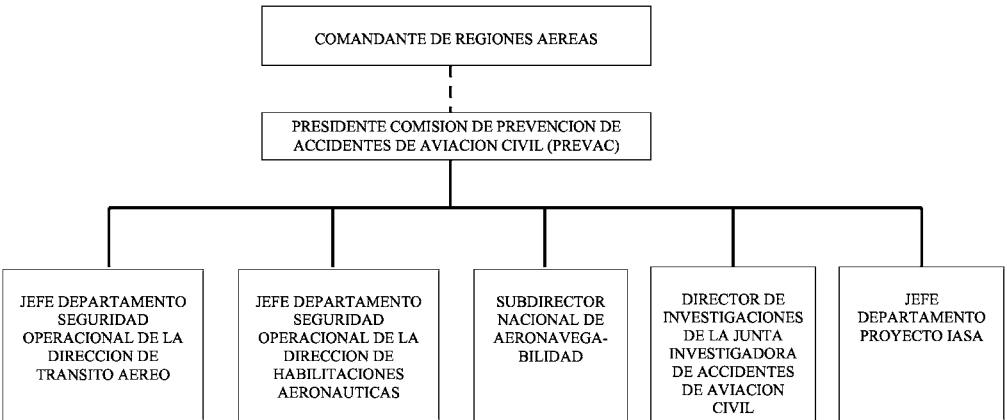 COMANDANTE DE REGIONES AEREAS
PRESIDENTE COMISION DE PREVENCION DE
ACCIDENTES DE AVIACION CIVIL (PREVAC)
JEFE DEPARTAMENTO
SEGURIDAD
OPERACIONAL DE LA
DIRECCION DE
TRANSITO AEREO
JEFE DEPARTAMENTO
SEGURIDAD
OPERACIONAL DE LA
DIRECCION DE
HABILITACIONES
AERONAUTICAS
SUBDIRECTOR
NACIONAL DE
AERONAVEGA-
BILIDAD
DIRECTOR DE
INVESTIGACIONES
DE LA JUNTA
INVESTIGADORA
DE ACCIDENTES
DE AVIACION
CIVIL
JEFE
DEPARTAMENTO
PROYECTO IASA